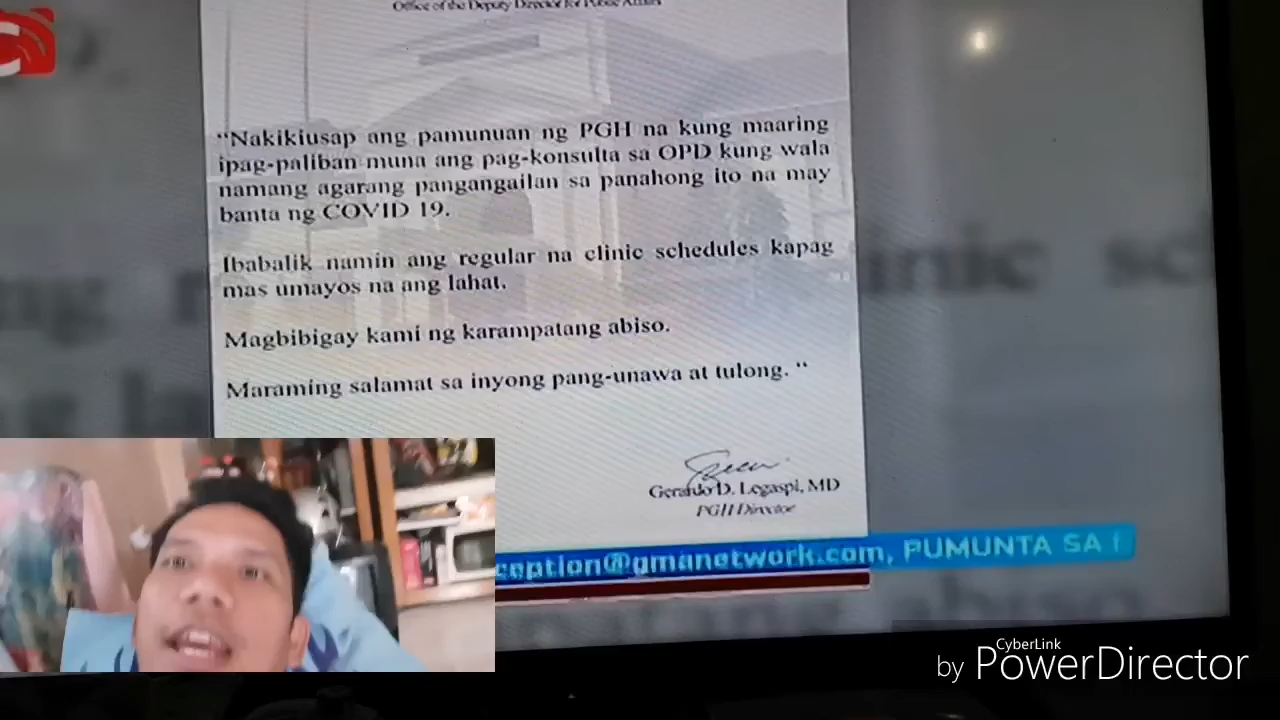 Office of the Deputy Director for Public Affairs
“Nakikiusap ang pamunuan ng PGH na kung maaring
ipag-paliban muna ang pag-konsulta sa OPD kung wala
namang agarang pangangailan sa panahong ito na may
banta ng COVID 19.
Ibabalik namin ang regular na clinic schedules kapag
mas umayos na ang lahat.
Magbibigay kami ng karampatang abiso.
Maraming salamat sa inyong pang-unawa at tulong. “
Gerardo D. Legaspi, MD
PGH Director
ception@gmanetwork.com, PUMUNTA SA
clinic sc
abiso
CyberLink
by PowerDirector